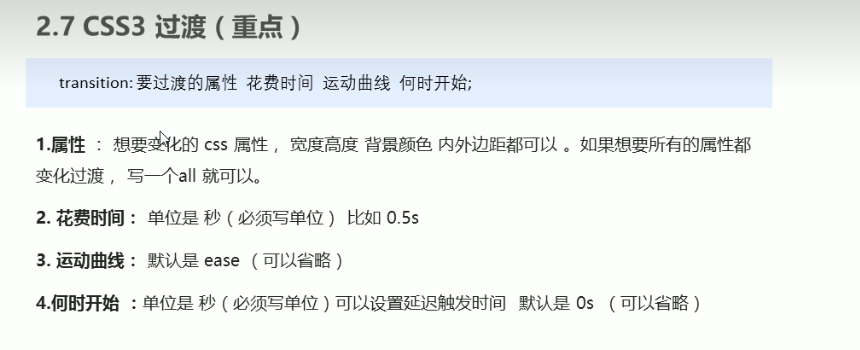 2.7 CSS3 过渡（重点）
transition: 要过渡的属性 花费时间 运动曲线 何时开始;
1.属性 ： 想要变化的 css 属性， 宽度高度 背景颜色 内外边距都可以 。如果想要所有的属性都
变化过渡， 写一个all 就可以。
2. 花费时间： 单位是 秒（必须写单位） 比如 0.5s
3. 运动曲线： 默认是 ease （可以省略）
4.何时开始 ：单位是 秒（必须写单位）可以设置延迟触发时间 默认是 0s （可以省略）